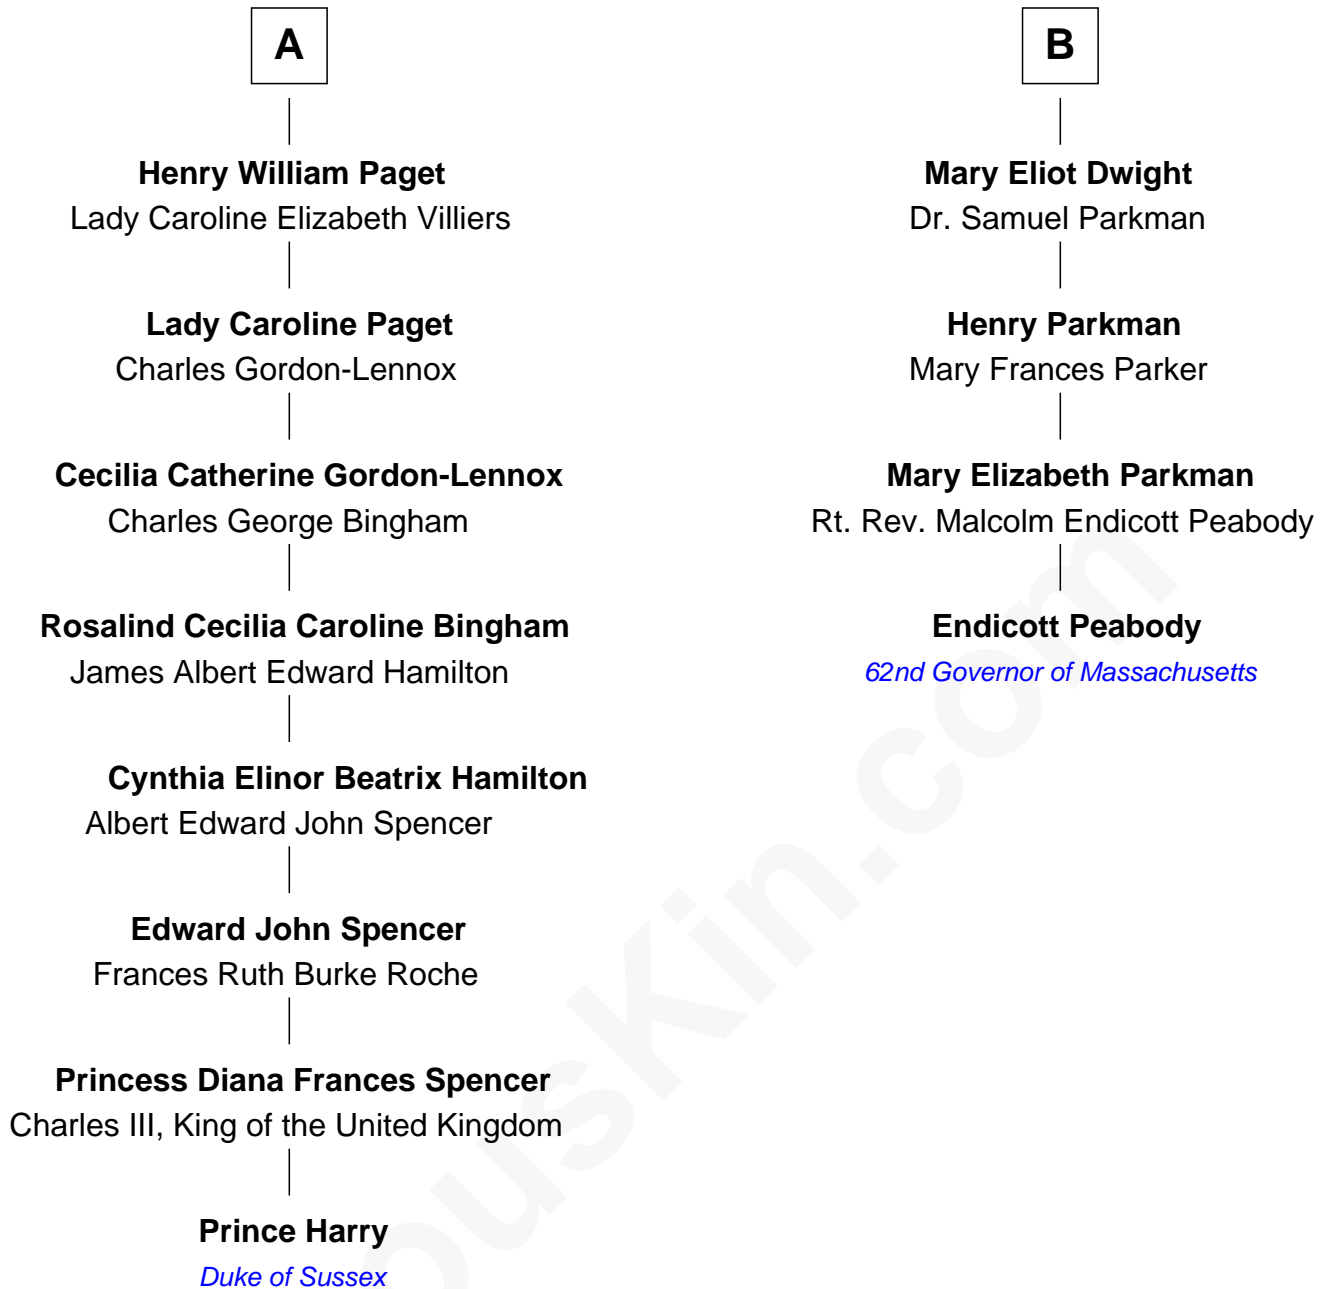 A
Henry William Paget
Lady Caroline Elizabeth Villiers
Lady Caroline Paget
Charles Gordon-Lennox
Cecilia Catherine Gordon-Lennox
Charles George Bingham
Rosalind Cecilia Caroline Bingham
James Albert Edward Hamilton
Cynthia Elinor Beatrix Hamilton
Albert Edward John Spencer
Edward John Spencer
Frances Ruth Burke Roche
Princess Diana Frances Spencer
Charles III, King of the United Kingdom
Prince Harry
Duke of Sussex
B
Mary Eliot Dwight
Dr. Samuel Parkman
Henry Parkman
Mary Frances Parker
Mary Elizabeth Parkman
Rt. Rev. Malcolm Endicott Peabody
Endicott Peabody
62nd Governor of Massachusetts
ousKin.com